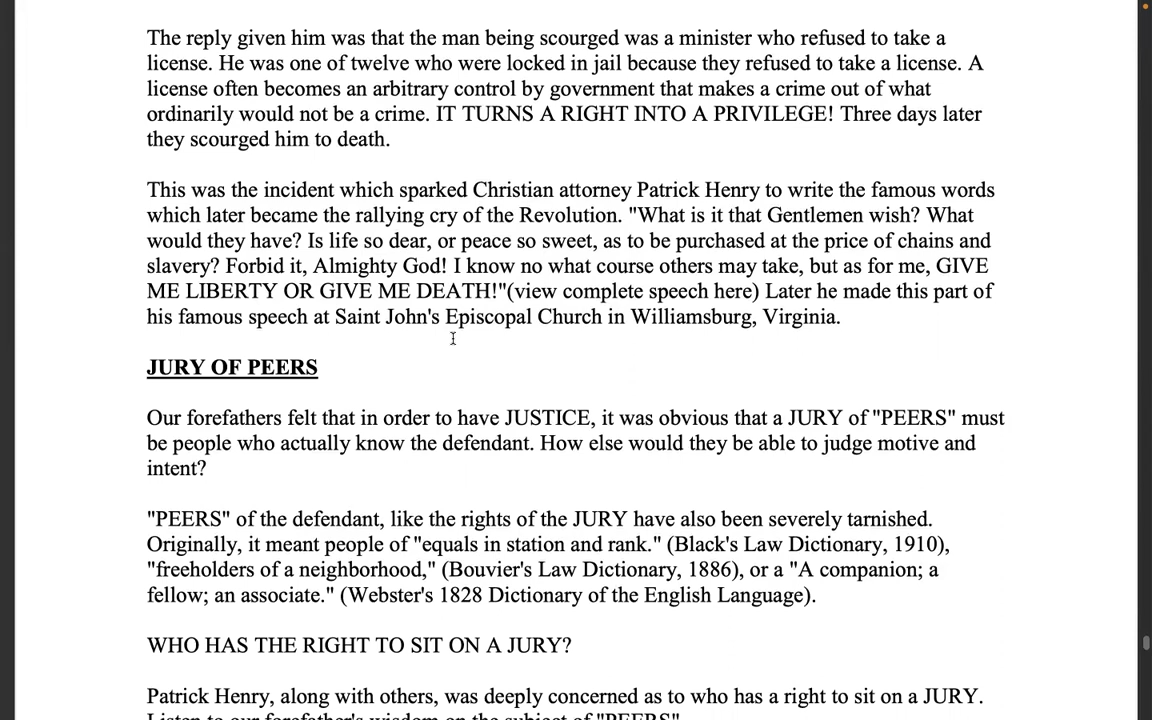 The reply given him was that the man being scourged was a minister who refused to take a
license. He was one of twelve who were locked in jail because they refused to take a license. A
license often becomes an arbitrary control by government that makes a crime out of what
ordinarily would not be a crime. IT TURNS A RIGHT INTO A PRIVILEGE! Three days later
they scourged him to death.
This was the incident which sparked Christian attorney Patrick Henry to write the famous words
which later became the rallying cry of the Revolution. "What is it that Gentlemen wish? What
would they have? Is life so dear, or peace so sweet, as to be purchased at the price of chains and
slavery? Forbid it, Almighty God! I know no what course others may take, but as for me, GIVE
ME LIBERTY OR GIVE ME DEATH!"(view complete speech here) Later he made this part of
his famous speech at Saint John's Episcopal Church in Williamsburg, Virginia.
JURY OF PEERS
Our forefathers felt that in order to have JUSTICE, it was obvious that a JURY of "PEERS" must
be people who actually know the defendant. How else would they be able to judge motive and
intent?
"PEERS" of the defendant, like the rights of the JURY have also been severely tarnished.
Originally, it meant people of "equals in station and rank." (Black's Law Dictionary, 1910),
"freeholders of a neighborhood," (Bouvier's Law Dictionary, 1886), or a "A companion; a
fellow; an associate." (Webster's 1828 Dictionary of the English Language).
WHO HAS THE RIGHT TO SIT ON A JURY?
Patrick Henry, along with others, was deeply concerned as to who has a right to sit on a JURY.
Listen to our forefather's wisdom on the subject of "PEERS".